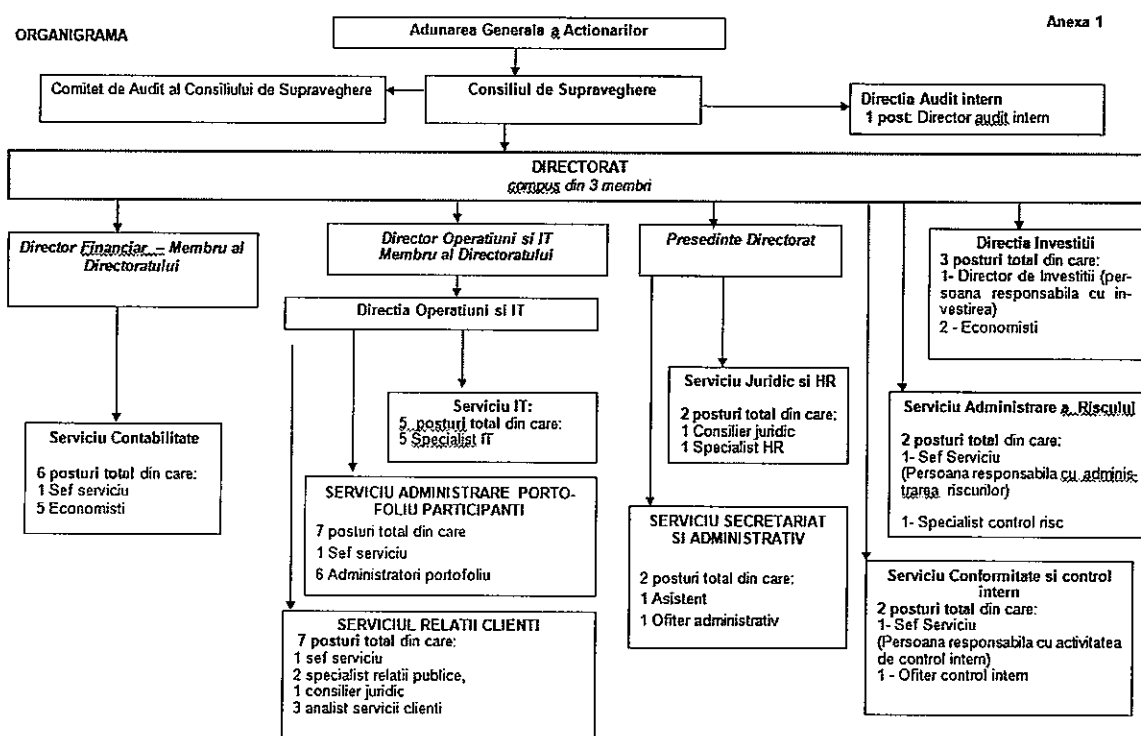 ORGANIGRAMA
Anexa 1
Adunarea Generala a Actionarilor
Comitet de Audit al Consiliului de Supraveghere
Consiliul de Supraveghere
Directia Audit intern
1 post: Director audit intern
DIRECTORAT
compus din 3 membri
Director Financiar – Membru al
Directoratului
Director Operatiuni si IT
Membru al Directoratului
Presedinte Directorat
Directia Investitii
3 posturi total din care:
1- Director de Investitii (per-
soana responsabila cu in-
vestirea)
2 - Economisti
Directia Operatiuni si IT
Serviciu Contabilitate
6 posturi total din care:
1 Sef serviciu
5 Economisti
Serviciu IT:
5 posturi total din care:
5 Specialist IT
SERVICIU ADMINISTRARE PORTO-
FOLIU PARTICIPANTI
7 posturi total din care
1 Sef serviciu
6 Administratori portofoliu
SERVICIUL RELATII CLIENTI
7 posturi total din care:
1 sef serviciu
2 specialist relatii publice,
1 consilier juridic
3 analist servicii clienti
Serviciu Juridic si HR
2 posturi total din care:
1 Consilier juridic
1 Specialist HR
SERVICIU SECRETARIAT
SI ADMINISTRATIV
2 posturi total din care:
1 Asistent
1 Ofiter administrativ
Serviciu Administrare a Riscului
2 posturi total din care:
1- Sef Serviciu
(Persoana responsabila cu adminis-
trarea riscurilor)
1- Specialist control risc
Serviciu Conformitate si control
intern
2 posturi total din care:
1- Sef Serviciu
(Persoana responsabila cu activitatea
de control intern)
1 - Ofiter control intern